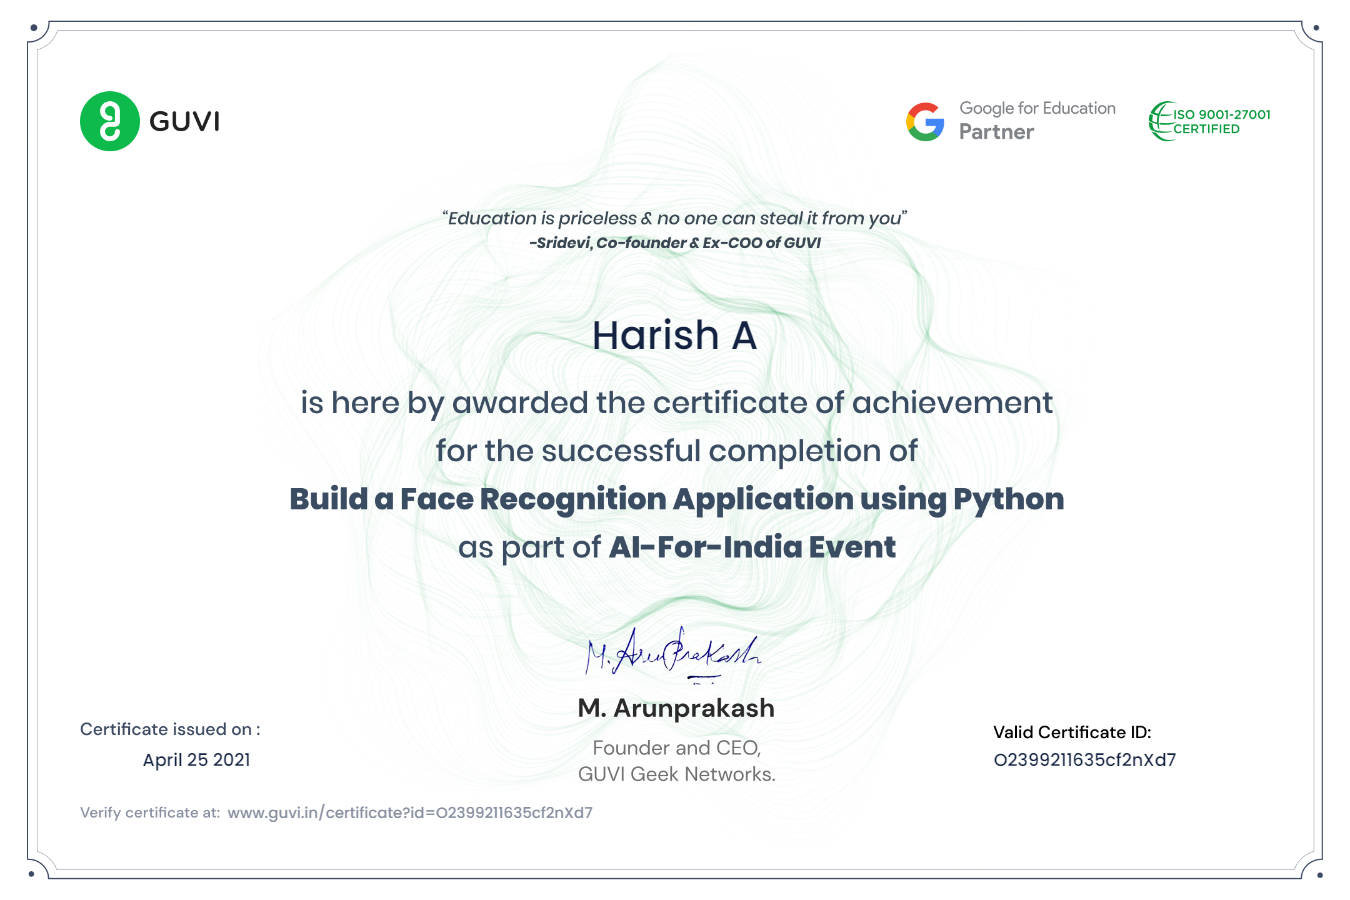 GUVI
Google for Education
Partner
ISO 9001-27001
CERTIFIED
“Education is priceless & no one can steal it from you”
-Sridevi, Co-founder & Ex-COO of GUVI
Harish A
is here by awarded the certificate of achievement
for the successful completion of
Build a Face Recognition Application using Python
as part of AI-For-India Event
M. ArunPrakash
M. Arunprakash
Founder and CEO,
GUVI Geek Networks.
Certificate issued on :
April 25 2021
Valid Certificate ID:
O2399211635cf2nXd7
Verify certificate at: www.guvi.in/certificate?id=O2399211635cf2nXd7